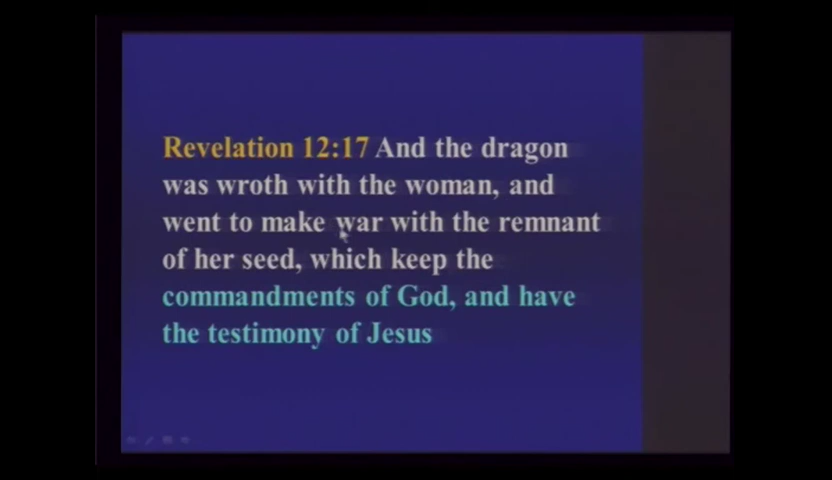 Revelation 12:17 And the dragon
was wroth with the woman, and
went to make war with the remnant
of her seed, which keep the
commandments of God, and have
the testimony of Jesus